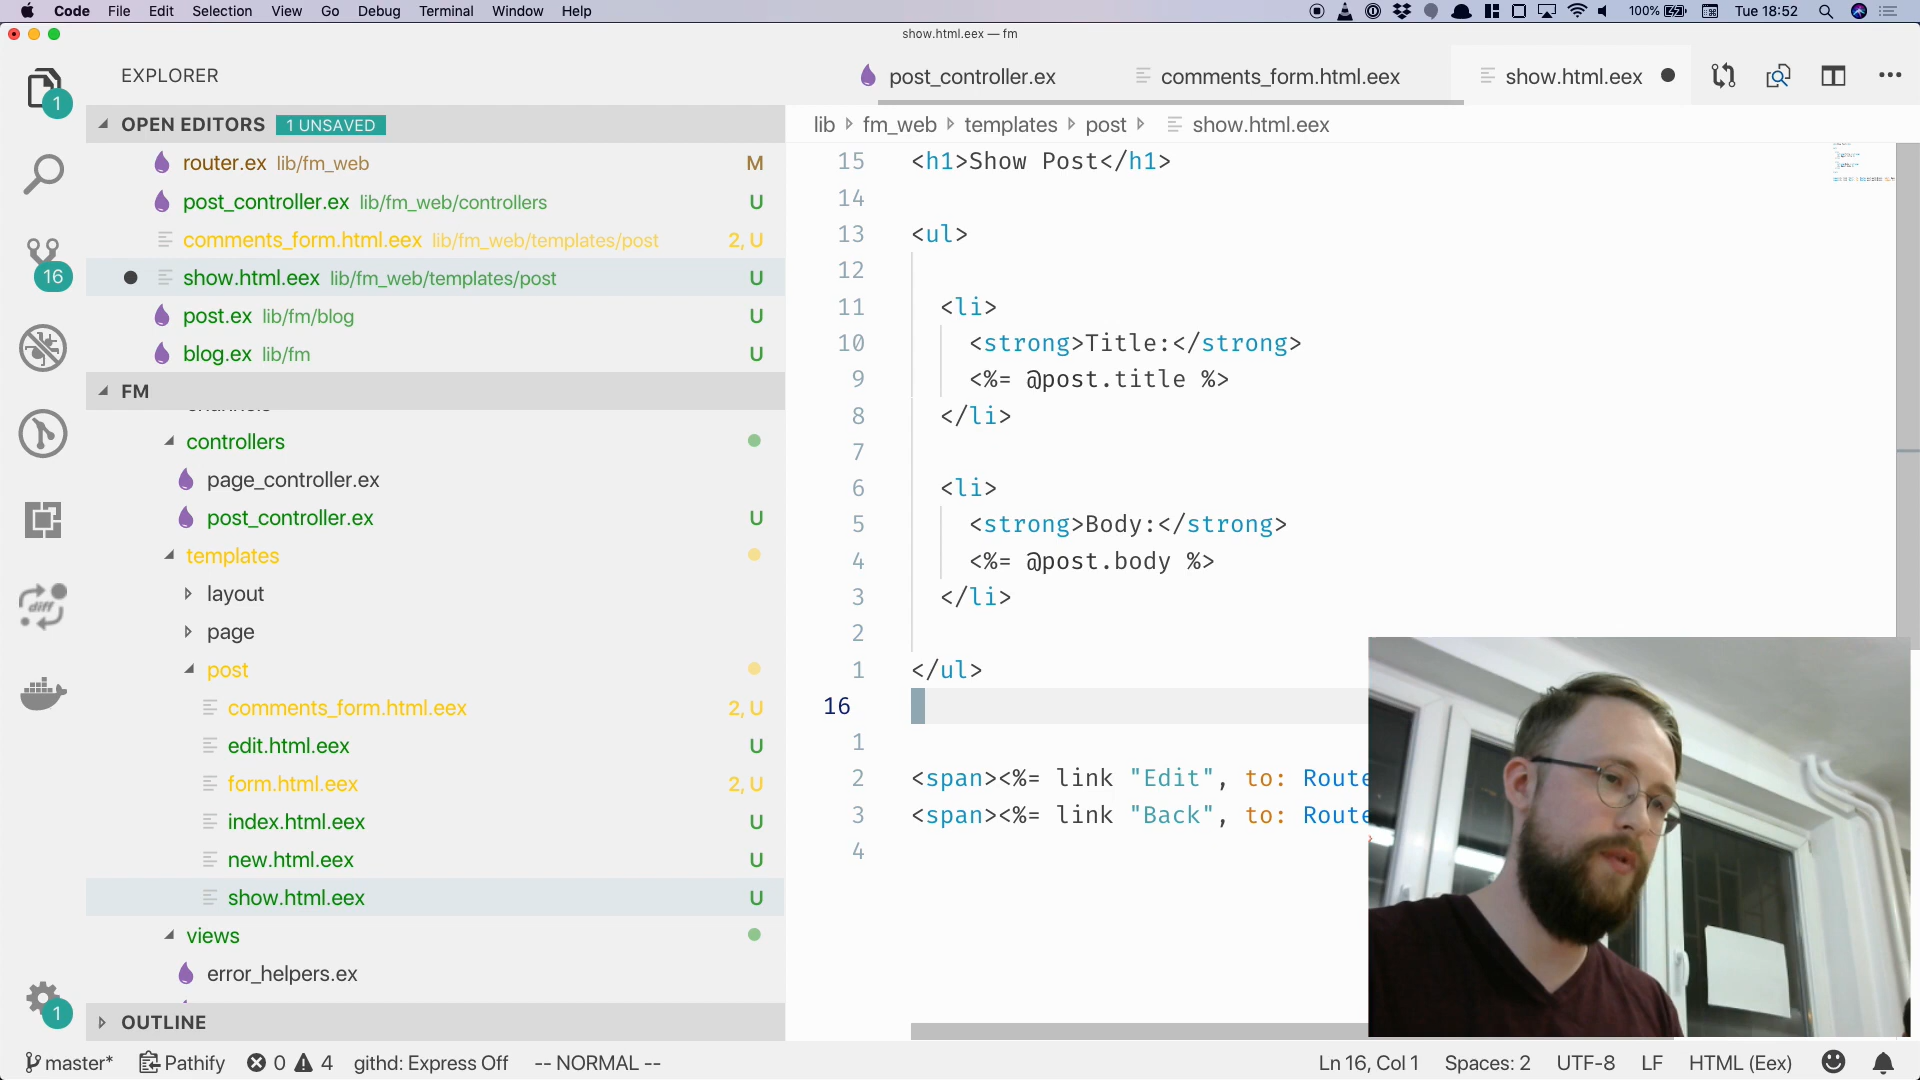 Code File Edit Selection View Go Debug Terminal Window Help 100% Tue 18:52
show.html.eex — fm
EXPLORER
post_controller.ex comments_form.html.eex show.html.eex
1
OPEN EDITORS 1 UNSAVED
lib fm_web templates post show.html.eex
router.ex lib/fm_web M
post_controller.ex lib/fm_web/controllers U
comments_form.html.eex lib/fm_web/templates/post 2, U
show.html.eex lib/fm_web/templates/post U
16
post.ex lib/fm/blog U
blog.ex lib/fm U
FM
controllers
page_controller.ex
post_controller.ex U
templates
layout
diff
page
post
comments_form.html.eex 2, U
edit.html.eex U
form.html.eex 2, U
index.html.eex U
new.html.eex U
show.html.eex U
views
error_helpers.ex
1
OUTLINE
15 <h1>Show Post</h1>
14
13 <ul>
12
11 <li>
10 <strong>Title:</strong>
9 <%= @post.title %>
8 </li>
7
6 <li>
5 <strong>Body:</strong>
4 <%= @post.body %>
3 </li>
2
1 </ul>
16
1
2 <span><%= link "Edit", to: Route
3 <span><%= link "Back", to: Route
4
master* Pathify 0 4 githd: Express Off -- NORMAL -- Ln 16, Col 1 Spaces: 2 UTF-8 LF HTML (Eex)